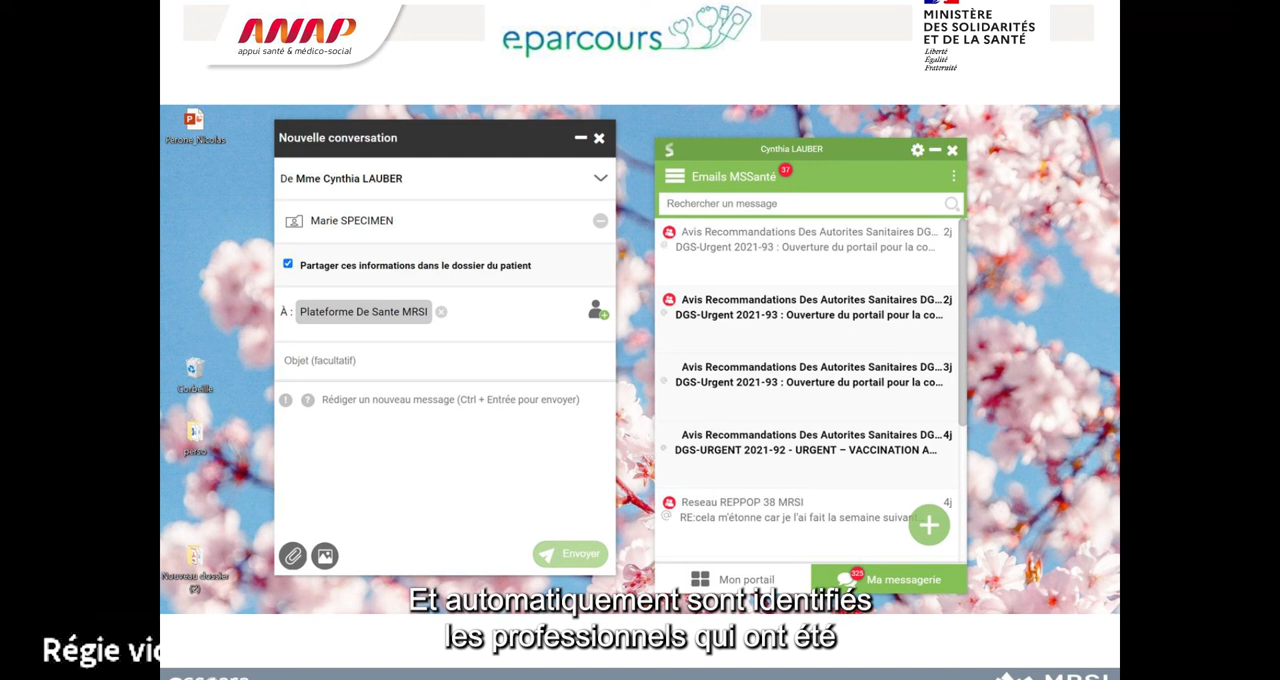 ANAP
appui santé & médico-social
eparcours
MINISTÈRE
DES SOLIDARITÉS
ET DE LA SANTÉ
Liberté
Égalité
Fraternité
Perone_Nicolas
Corbeille
perso
Nouveau dossier
(2)
Nouvelle conversation
De Mme Cynthia LAUBER
Marie SPECIMEN
Partager ces informations dans le dossier du patient
À : Plateforme De Sante MRSI
Objet (facultatif)
Rédiger un nouveau message (Ctrl + Entrée pour envoyer)
Envoyer
Cynthia LAUBER
Emails MSSanté 37
Rechercher un message
Avis Recommandations Des Autorites Sanitaires DG... 2j
DGS-Urgent 2021-93 : Ouverture du portail pour la co...
Avis Recommandations Des Autorites Sanitaires DG...2j
DGS-Urgent 2021-93 : Ouverture du portail pour la co...
Avis Recommandations Des Autorites Sanitaires DG...3j
DGS-Urgent 2021-93 : Ouverture du portail pour la co...
Avis Recommandations Des Autorites Sanitaires DG...4j
DGS-URGENT 2021-92 - URGENT – VACCINATION A...
Reseau REPPOP 38 MRSI 4j
RE:cela m'étonne car je l'ai fait la semaine suivant...
Mon portail
325 Ma messagerie
Et automatiquement sont identifiés
les professionnels qui ont été
Régie vi
MRSI